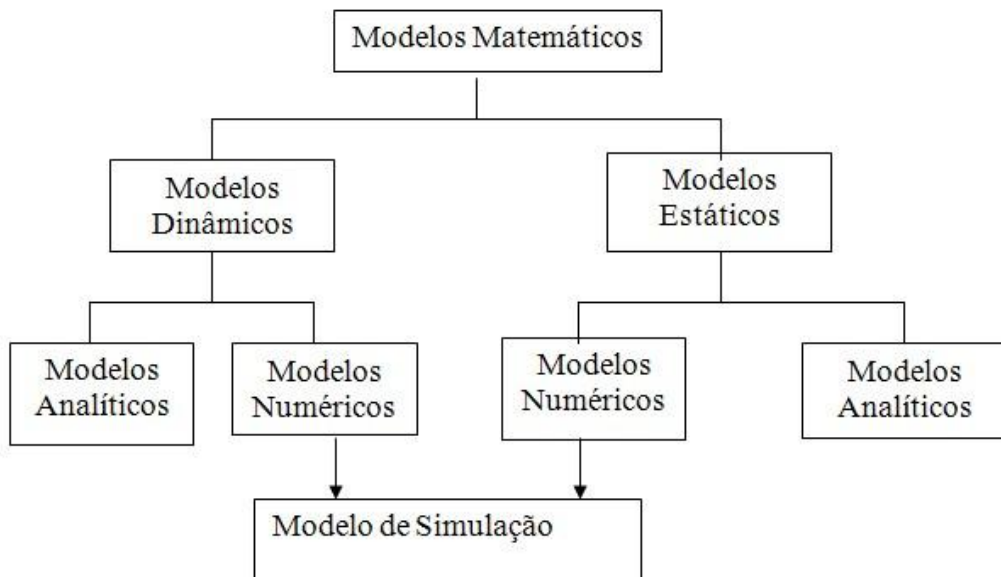 Modelos Matemáticos
Modelos
Dinâmicos
Modelos
Estáticos
Modelos
Analíticos
Modelos
Numéricos
Modelos
Numéricos
Modelos
Analíticos
Modelo de Simulação